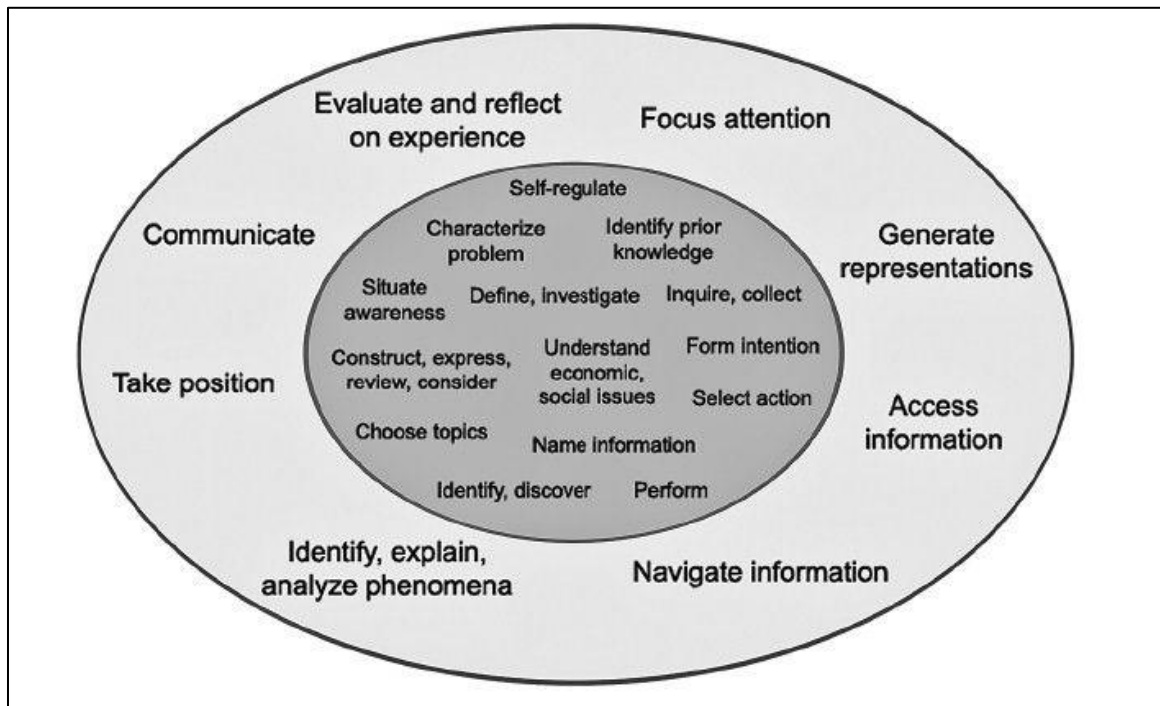 Evaluate and reflect
on experience
Focus attention
Communicate
Generate
representations
Take position
Access
information
Identify, explain,
analyze phenomena
Navigate information
Self-regulate
Characterize
problem
Identify prior
knowledge
Situate
awareness
Define, investigate
Inquire, collect
Construct, express,
review, consider
Understand
economic,
social issues
Form intention
Select action
Choose topics
Name information
Identify, discover
Perform